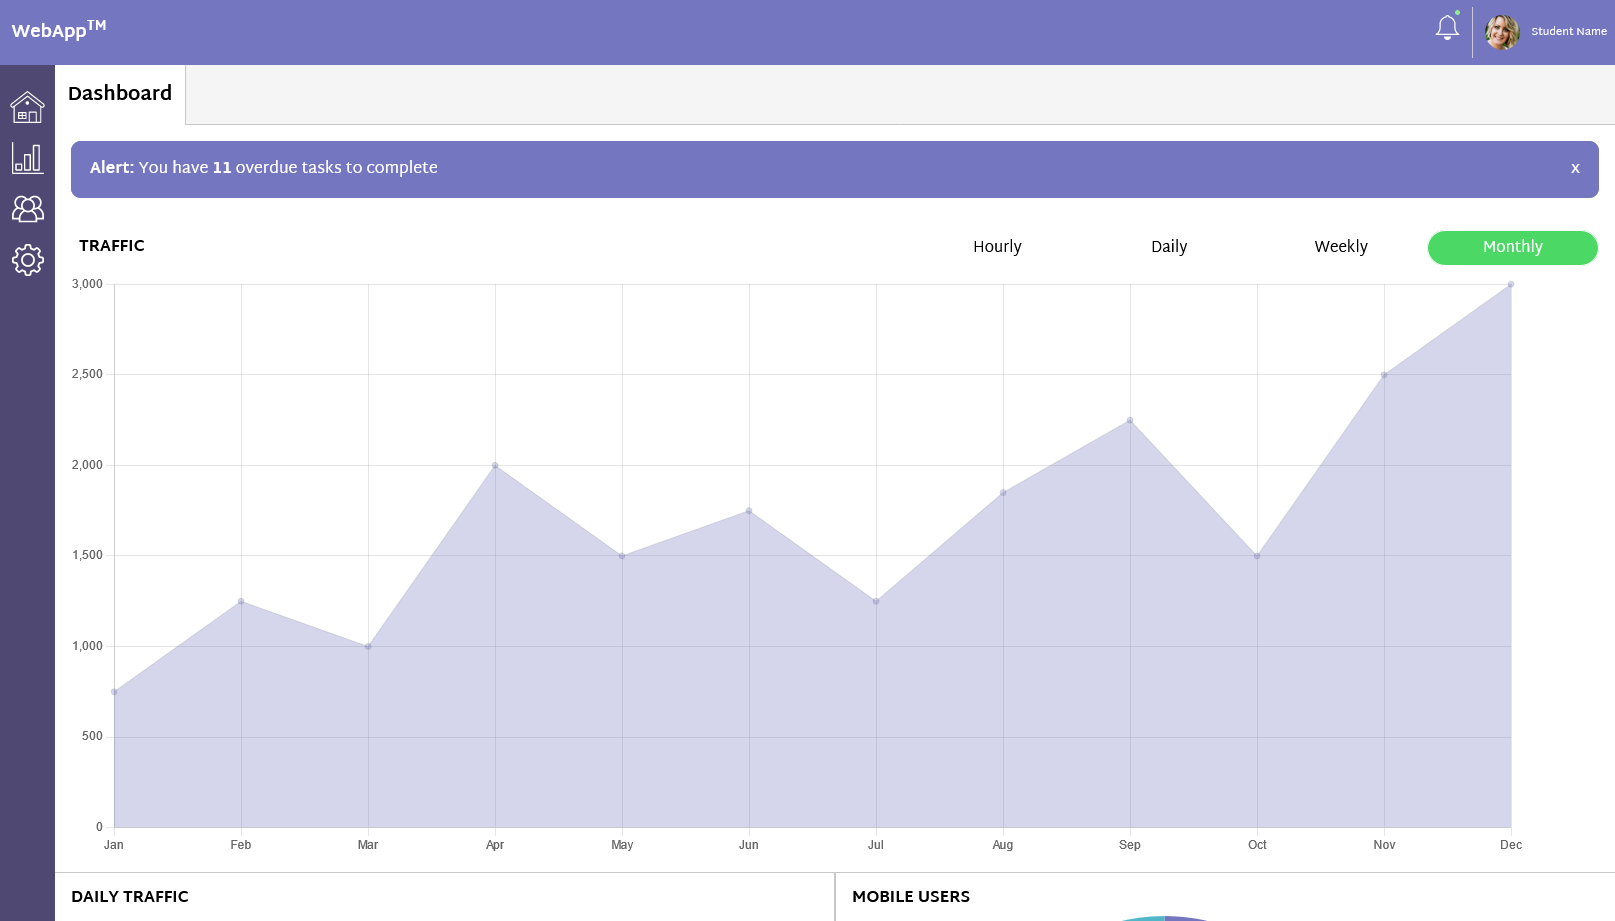 WebApp™
Student Name
Dashboard
Alert: You have 11 overdue tasks to complete
x
TRAFFIC
Hourly
Daily
Weekly
Monthly
3,000
2,500
2,000
1,500
1,000
500
0
Jan
Feb
Mar
Apr
May
Jun
Jul
Aug
Sep
Oct
Nov
Dec
DAILY TRAFFIC
MOBILE USERS